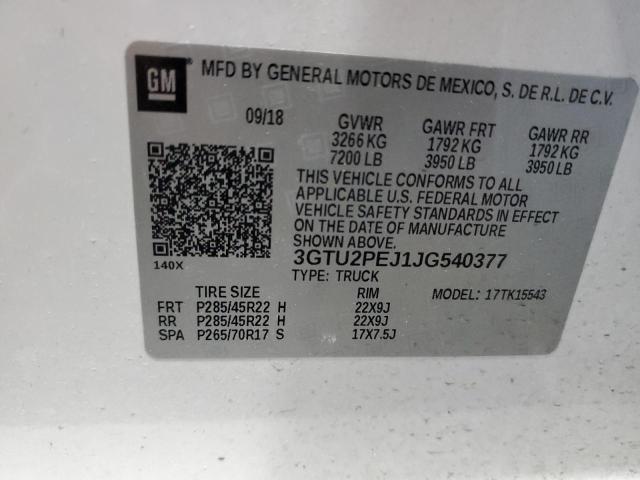 GM
MFD BY GENERAL MOTORS DE MEXICO, S. DE R.L. DE C.V.
09/18 GVWR GAWR FRT GAWR RR
3266 KG 1792 KG 1792 KG
7200 LB 3950 LB 3950 LB
THIS VEHICLE CONFORMS TO ALL
APPLICABLE U.S. FEDERAL MOTOR
VEHICLE SAFETY STANDARDS IN EFFECT
ON THE DATE OF MANUFACTURE
SHOWN ABOVE.
140X 3GTU2PEJ1JG540377
TYPE: TRUCK
TIRE SIZE RIM MODEL: 17TK15543
FRT P285/45R22 H 22X9J
RR P285/45R22 H 22X9J
SPA P265/70R17 S 17X7.5J